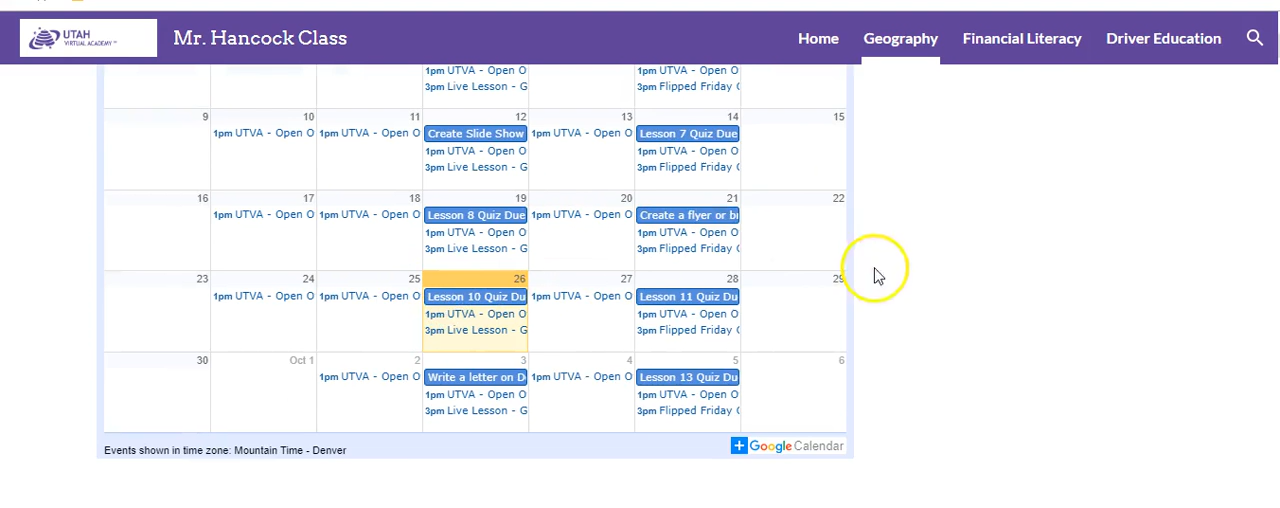 UTAH
VIRTUAL ACADEMY™
Mr. Hancock Class
Home Geography Financial Literacy Driver Education
1pm UTVA - Open O 1pm UTVA - Open O
3pm Live Lesson - G 3pm Flipped Friday (
9 10 11 12 13 14 15
1pm UTVA - Open O 1pm UTVA - Open O Create Slide Show 1pm UTVA - Open O Lesson 7 Quiz Due
1pm UTVA - Open O 1pm UTVA - Open O
3pm Live Lesson - G 3pm Flipped Friday (
16 17 18 19 20 21 22
1pm UTVA - Open O 1pm UTVA - Open O Lesson 8 Quiz Due 1pm UTVA - Open O Create a flyer or br
1pm UTVA - Open O 1pm UTVA - Open O
3pm Live Lesson - G 3pm Flipped Friday (
23 24 25 26 27 28 29
1pm UTVA - Open O 1pm UTVA - Open O Lesson 10 Quiz Du 1pm UTVA - Open O Lesson 11 Quiz Du
1pm UTVA - Open O 1pm UTVA - Open O
3pm Live Lesson - G 3pm Flipped Friday (
30 Oct 1 2 3 4 5 6
1pm UTVA - Open O Write a letter on D 1pm UTVA - Open O Lesson 13 Quiz Du
1pm UTVA - Open O 1pm UTVA - Open O
3pm Live Lesson - G 3pm Flipped Friday (
Events shown in time zone: Mountain Time - Denver
+ Google Calendar